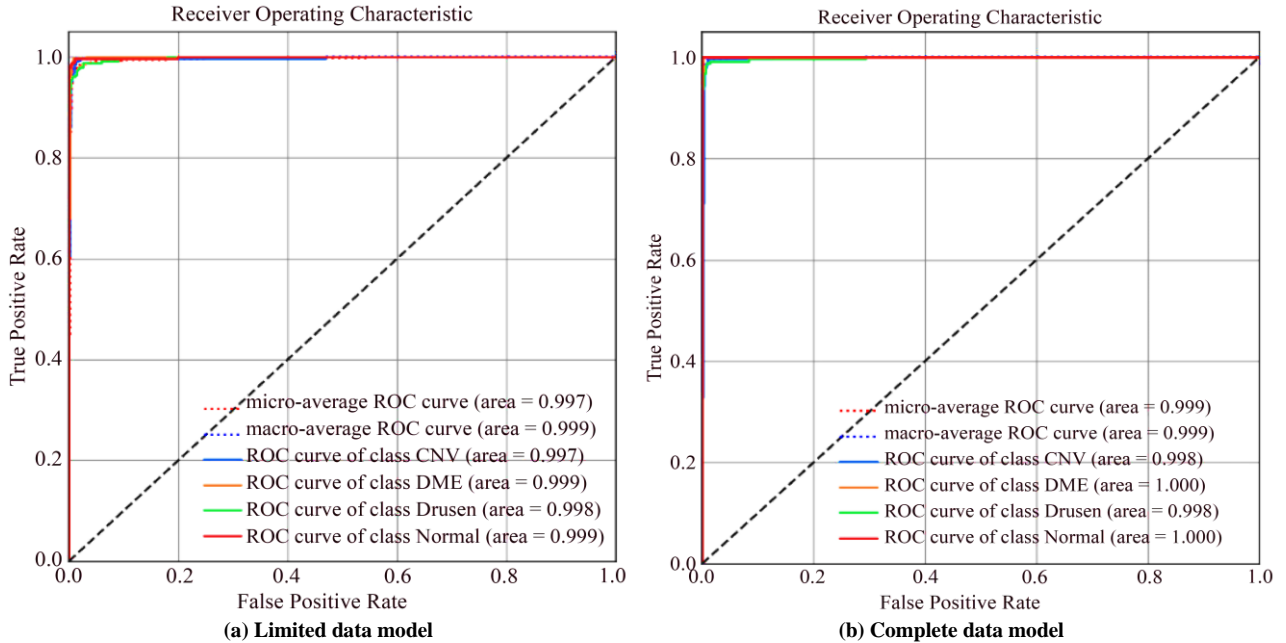 Receiver Operating Characteristic
True Positive Rate
1.0
0.8
0.6
0.4
0.2
0.0
micro-average ROC curve (area = 0.997)
macro-average ROC curve (area = 0.999)
ROC curve of class CNV (area = 0.997)
ROC curve of class DME (area = 0.999)
ROC curve of class Drusen (area = 0.998)
ROC curve of class Normal (area = 0.999)
0.0 0.2 0.4 0.6 0.8 1.0
False Positive Rate
(a) Limited data model
Receiver Operating Characteristic
True Positive Rate
1.0
0.8
0.6
0.4
0.2
0.0
micro-average ROC curve (area = 0.999)
macro-average ROC curve (area = 0.999)
ROC curve of class CNV (area = 0.998)
ROC curve of class DME (area = 1.000)
ROC curve of class Drusen (area = 0.998)
ROC curve of class Normal (area = 1.000)
0.0 0.2 0.4 0.6 0.8 1.0
False Positive Rate
(b) Complete data model